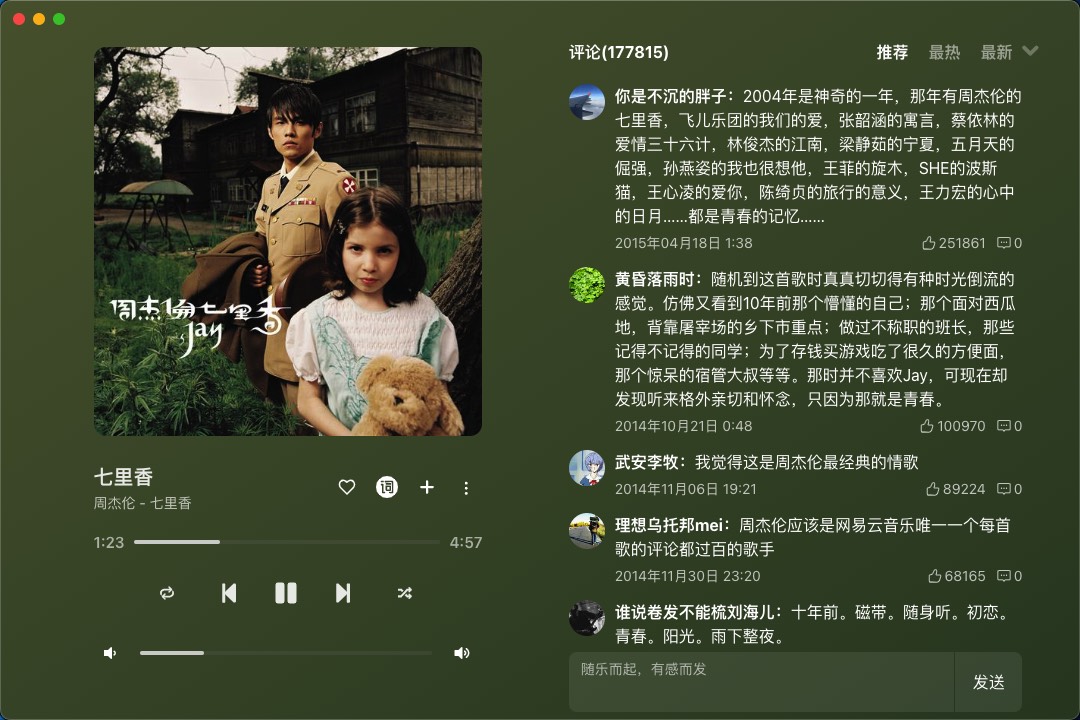 周杰倫七里香
Jay
七里香
周杰伦 - 七里香
词
1:23
4:57
评论(177815)
推荐 最热 最新
你是不沉的胖子：2004年是神奇的一年，那年有周杰伦的
七里香，飞儿乐团的我们的爱，张韶涵的寓言，蔡依林的
爱情三十六计，林俊杰的江南，梁静茹的宁夏，五月天的
倔强，孙燕姿的我也很想他，王菲的旋木，SHE的波斯
猫，王心凌的爱你，陈绮贞的旅行的意义，王力宏的心中
的日月……都是青春的记忆……
2015年04月18日 1:38 251861 0
黄昏落雨时：随机到这首歌时真真切切得有种时光倒流的
感觉。仿佛又看到10年前那个懵懂的自己；那个面对西瓜
地，背靠屠宰场的乡下市重点；做过不称职的班长，那些
记得不记得的同学；为了存钱买游戏吃了很久的方便面，
那个惊呆的宿管大叔等等。那时并不喜欢Jay，可现在却
发现听来格外亲切和怀念，只因为那就是青春。
2014年10月21日 0:48 100970 0
武安李牧：我觉得这是周杰伦最经典的情歌
2014年11月06日 19:21 89224 0
理想乌托邦mei：周杰伦应该是网易云音乐唯一一个每首
歌的评论都过百的歌手
2014年11月30日 23:20 68165 0
谁说卷发不能梳刘海儿：十年前。磁带。随身听。初恋。
青春。阳光。雨下整夜。
随乐而起，有感而发
发送